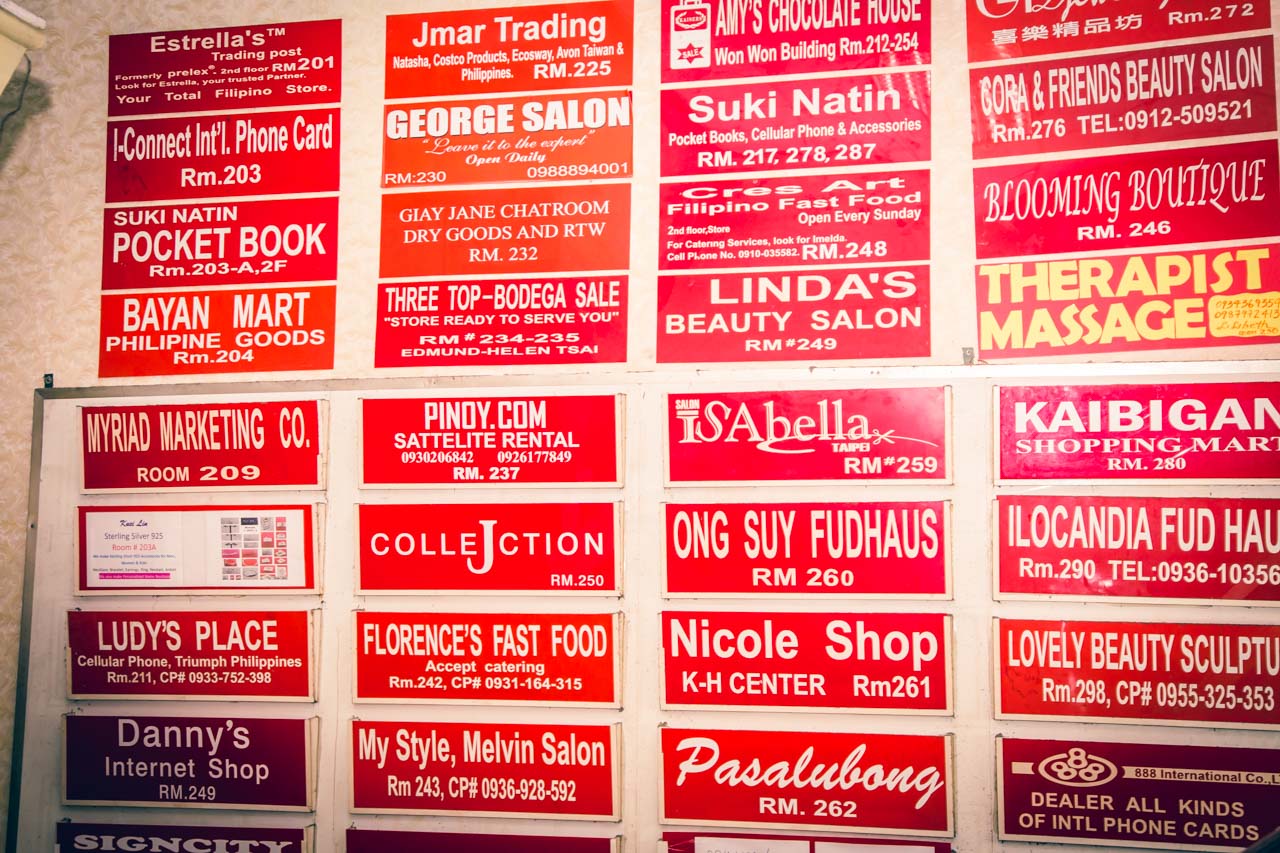 Estrella's™
Trading post
Formerly prelex®. 2nd floor RM201
Look for Estrella, your trusted Partner.
Your Total Filipino Store.
I-Connect Int'l. Phone Card
Rm.203
SUKI NATIN
POCKET BOOK
Rm.203-A,2F
BAYAN MART
PHILIPINE GOODS
Rm.204
Jmar Trading
Natasha, Costco Products, Ecosway, Avon Taiwan &
Philippines. RM.225
GEORGE SALON
"Leave it to the expert"
Open Daily
RM:230 0988894001
GIAY JANE CHATROOM
DRY GOODS AND RTW
RM. 232
THREE TOP-BODEGA SALE
"STORE READY TO SERVE YOU"
RM #234-235
EDMUND-HELEN TSAI
SALE
AMY'S CHOCOLATE HOUSE
Won Won Building Rm.212-254
Suki Natin
Pocket Books, Cellular Phone & Accessories
RM. 217, 278, 287
Cres Art
Filipino Fast Food
Open Every Sunday
2nd floor,Store
For Catering Services, look for Imelda.
Cell Phone No. 0910-035582. RM.248
LINDA'S
BEAUTY SALON
RM #249
喜樂精品坊 Rm.272
CORA & FRIENDS BEAUTY SALON
Rm.276 TEL:0912-509521
BLOOMING BOUTIQUE
RM. 246
THERAPIST
MASSAGE
MYRIAD MARKETING CO.
ROOM 209
Kusi Lin
Sterling Silver 925
Room # 203A
LUDY'S PLACE
Cellular Phone, Triumph Philippines
Rm.211, CP# 0933-752-398
Danny's
Internet Shop
RM.249
SIGNCITY
PINOY.COM
SATTELITE RENTAL
0930206842 0926177849
RM. 237
COLLEJCTION
RM.250
FLORENCE'S FAST FOOD
Accept catering
Rm.242, CP# 0931-164-315
My Style, Melvin Salon
Rm 243, CP# 0936-928-592
SALON
iSAbella
TAIPEI
RM#259
ONG SUY FUDHAUS
RM 260
Nicole Shop
K-H CENTER Rm261
Pasalubong
RM. 262
KAIBIGAN
SHOPPING MART
RM. 280
ILOCANDIA FUD HAU
Rm.290 TEL:0936-10356
LOVELY BEAUTY SCULPTU
Rm.298, CP# 0955-325-353
888
888 International Co.,L
DEALER ALL KINDS
OF INTL PHONE CARDS